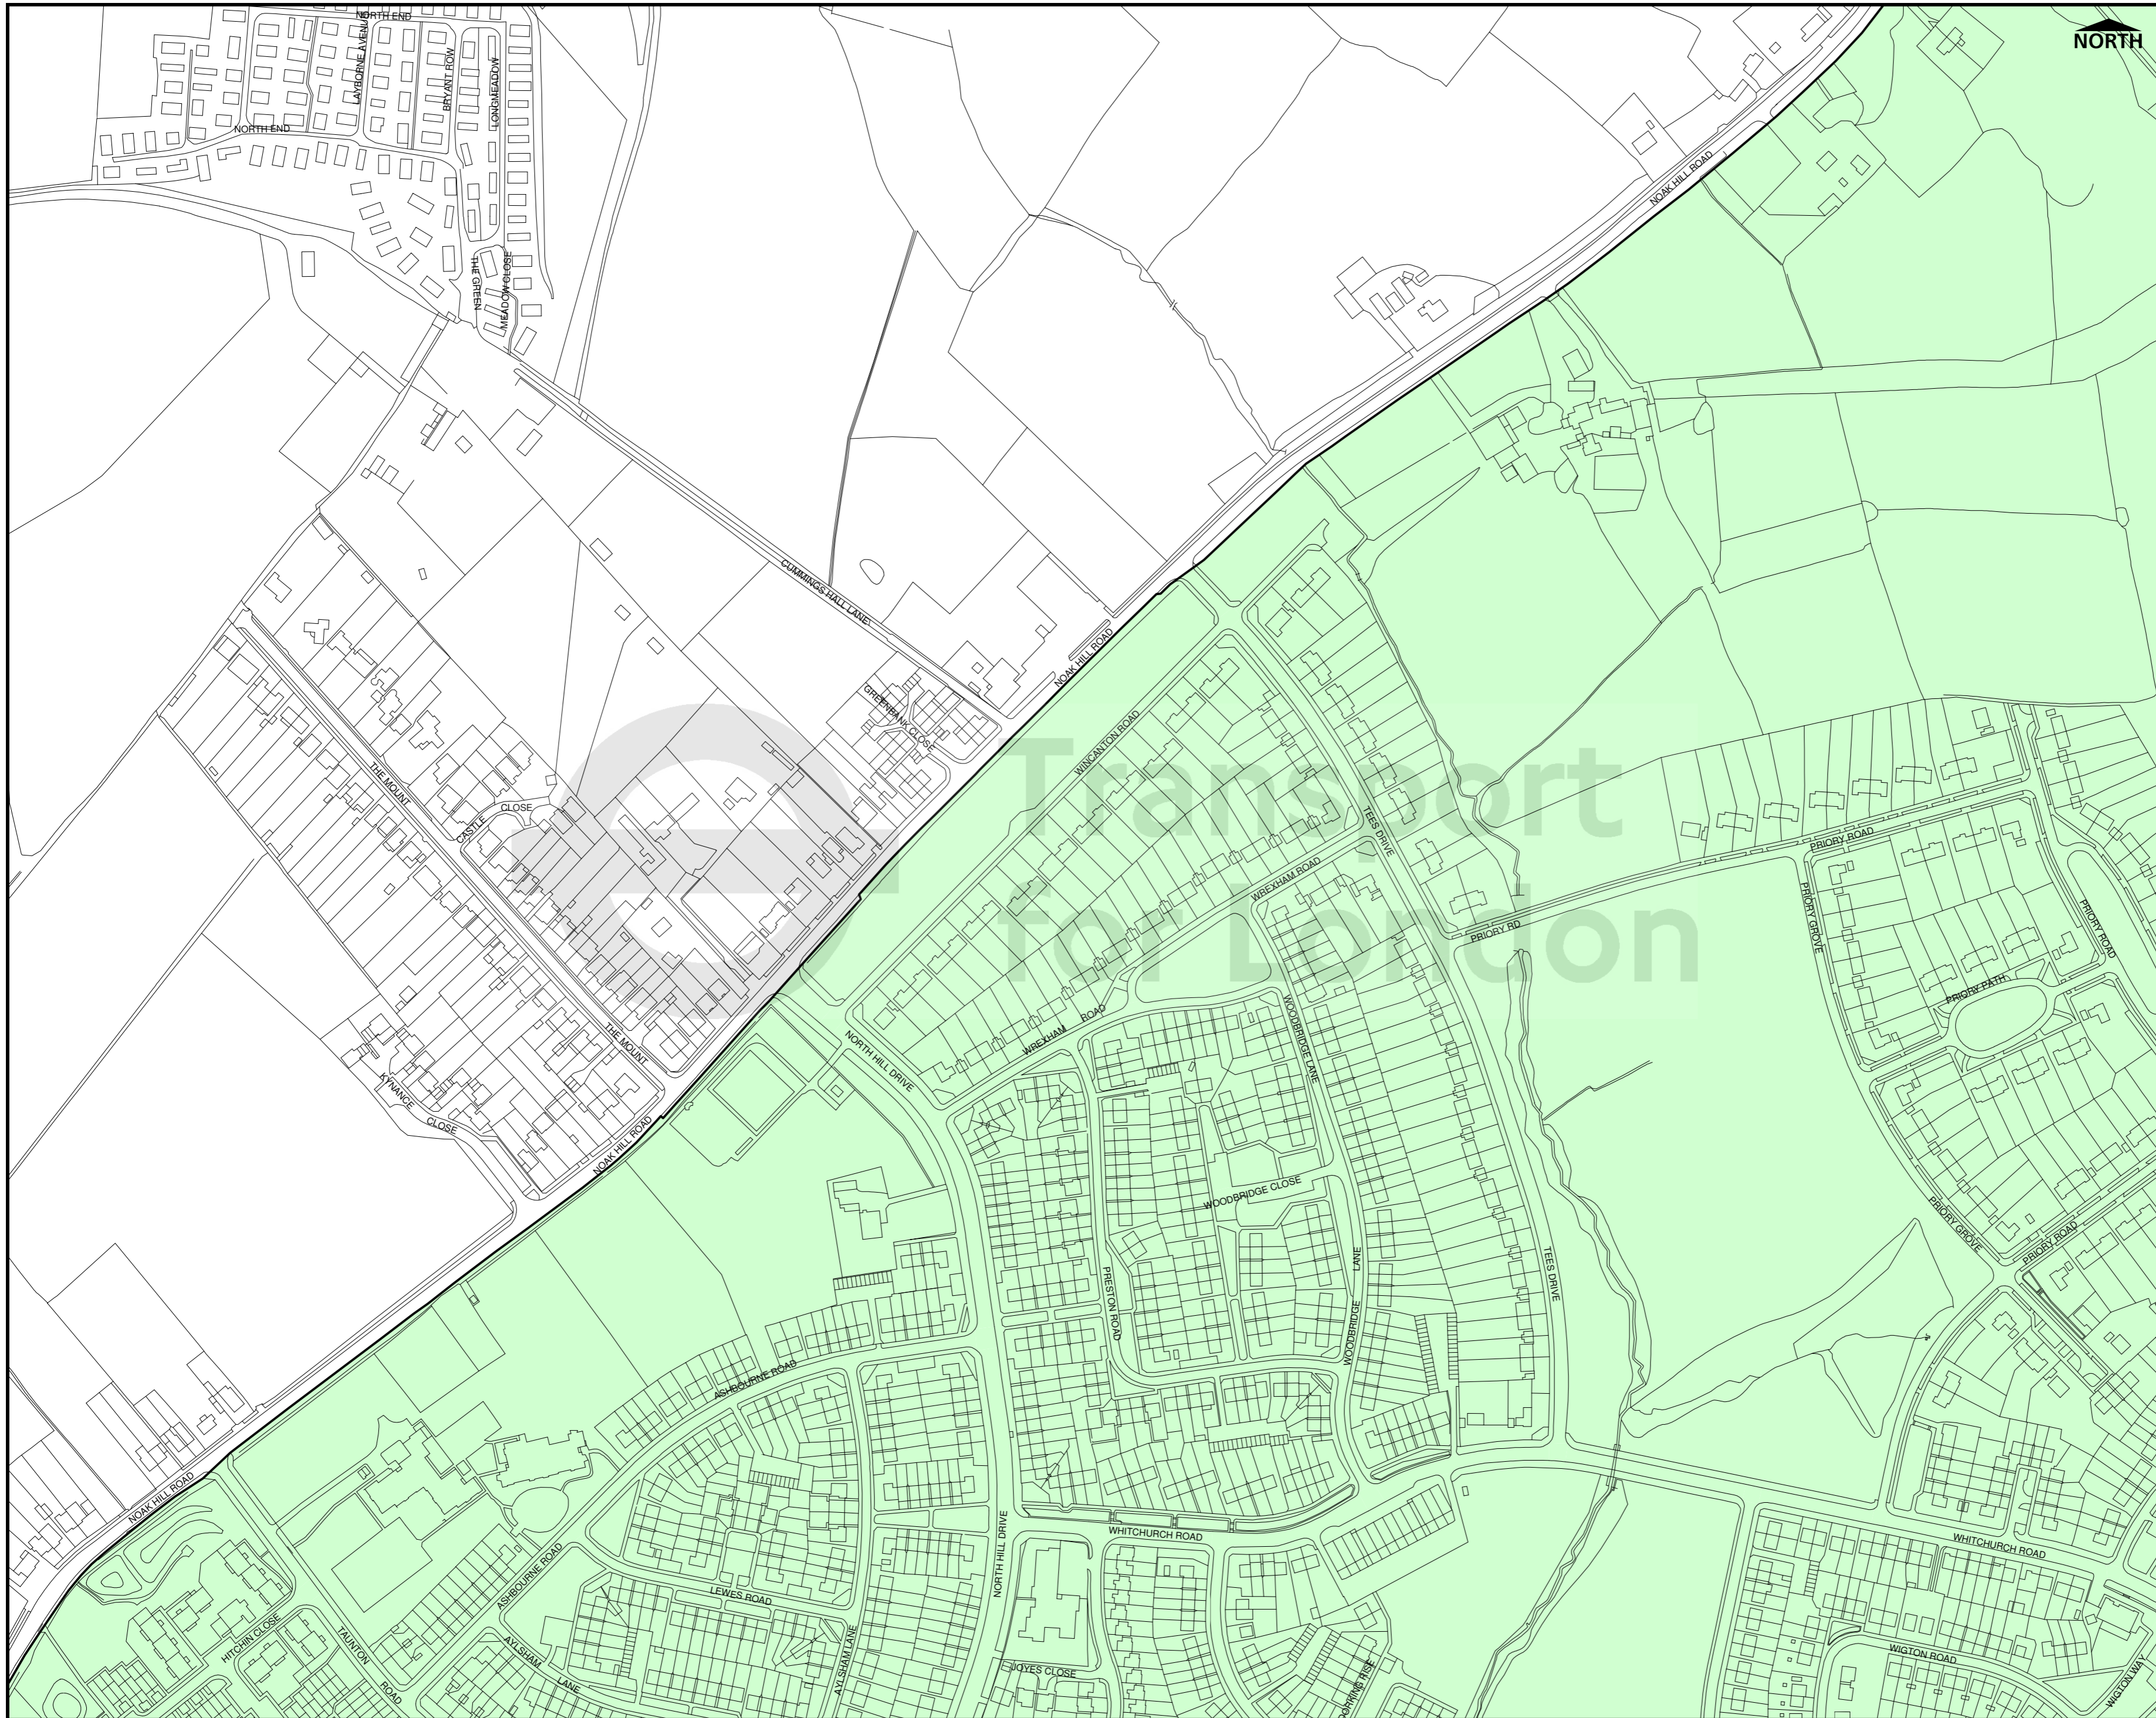 NORTH END
NORTH
LAYBORNE AVENUE
BRYANT ROW
LONGMEADOW
NORTH END
NOAK HILL ROAD
THE GREEN
MEADOW CLOSE
CUMMINGS HALL LANE
NOAK HILL ROAD
GREENBANK CLOSE
WINCANTON ROAD
THE MOUNT
CASTLE
CLOSE
Transport
for London
TEES DRIVE
WREXHAM ROAD
PRIORY ROAD
PRIORY GROVE
PRIORY RD
PRIORY ROAD
PRIORY PATH
THE MOUNT
NORTH HILL DRIVE
WREXHAM
ROAD
WOODBRIDGE LANE
KYNANCE
CLOSE
NOAK HILL ROAD
WOODBRIDGE CLOSE
PRIORY GROVE
PRIORY ROAD
PRESTON ROAD
WOODBRIDGE
LANE
TEES DRIVE
ASHBOURNE ROAD
NOAK HILL ROAD
NORTH HILL DRIVE
WHITCHURCH ROAD
WHITCHURCH ROAD
ASHBOURNE ROAD
LEWES ROAD
HITCHIN CLOSE
TAUNTON
ROAD
AYLSHAM
LANE
AYLSHAM LANE
JOYES CLOSE
DORKING RISE
WIGTON ROAD
WIGTON WAY